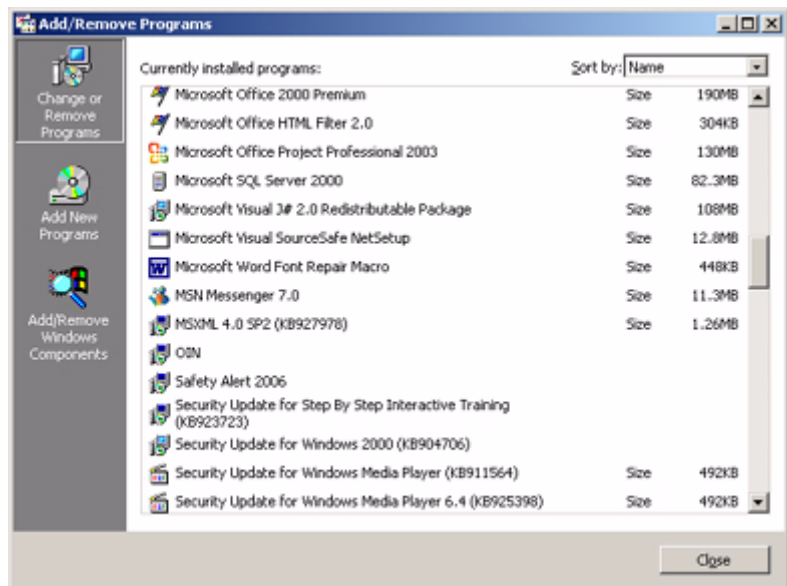 Add/Remove Programs
Change or
Remove
Programs
Add New
Programs
Add/Remove
Windows
Components
Currently installed programs: Sort by: Name
Microsoft Office 2000 Premium Size 190MB
Microsoft Office HTML Filter 2.0 Size 304KB
Microsoft Office Project Professional 2003 Size 130MB
Microsoft SQL Server 2000 Size 82.3MB
Microsoft Visual J# 2.0 Redistributable Package Size 108MB
Microsoft Visual SourceSafe NetSetup Size 12.8MB
Microsoft Word Font Repair Macro Size 448KB
MSN Messenger 7.0 Size 11.3MB
MSXML 4.0 SP2 (KB927978) Size 1.26MB
OIN
Safety Alert 2006
Security Update for Step By Step Interactive Training
(KB923723)
Security Update for Windows 2000 (KB904706)
Security Update for Windows Media Player (KB911564) Size 492KB
Security Update for Windows Media Player 6.4 (KB925398) Size 492KB
Close